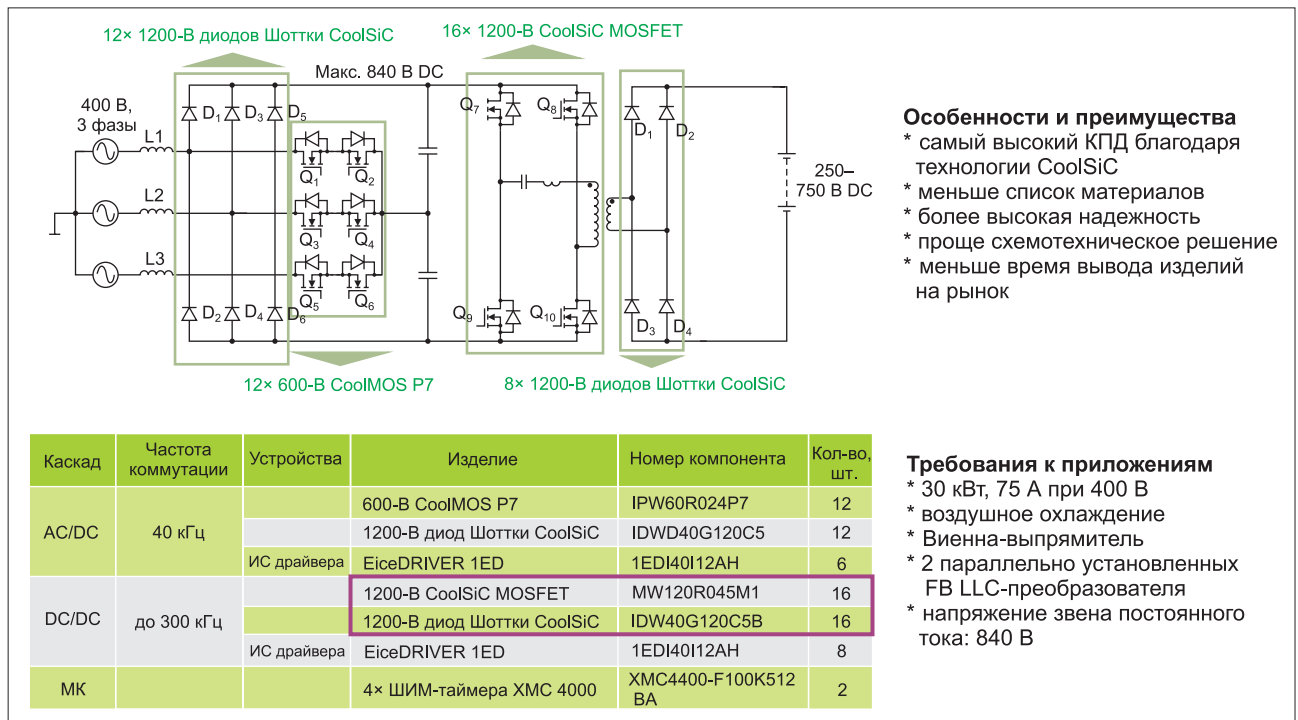 12× 1200-В диодов Шоттки CoolSiC
16× 1200-В CoolSiC MOSFET
Макс. 840 В DC
400 В,
3 фазы
L1
L2
L3
D1
D3
D5
D2
D4
D6
Q1
Q2
Q3
Q4
Q5
Q6
Q7
Q8
Q9
Q10
D1
D2
D3
D4
250–
750 В DC
12× 600-В CoolMOS P7
8× 1200-В диодов Шоттки CoolSiC
Особенности и преимущества
* самый высокий КПД благодаря
технологии CoolSiC
* меньше список материалов
* более высокая надежность
* проще схемотехническое решение
* меньше время вывода изделий
на рынок
Каскад
Частота
коммутации
Устройства
Изделие
Номер компонента
Кол-во,
шт.
AC/DC
40 кГц
600-В CoolMOS P7 IPW60R024P7 12
1200-В диод Шоттки CoolSiC IDWD40G120C5 12
ИС драйвера EiceDRIVER 1ED 1EDI40I12AH 6
DC/DC
до 300 кГц
1200-В CoolSiC MOSFET MW120R045M1 16
1200-В диод Шоттки CoolSiC IDW40G120C5B 16
ИС драйвера EiceDRIVER 1ED 1EDI40I12AH 8
МК
4× ШИМ-таймера XMC 4000
XMC4400-F100K512
BA
2
Требования к приложениям
* 30 кВт, 75 А при 400 В
* воздушное охлаждение
* Виенна-выпрямитель
* 2 параллельно установленных
FB LLC-преобразователя
* напряжение звена постоянного
тока: 840 В